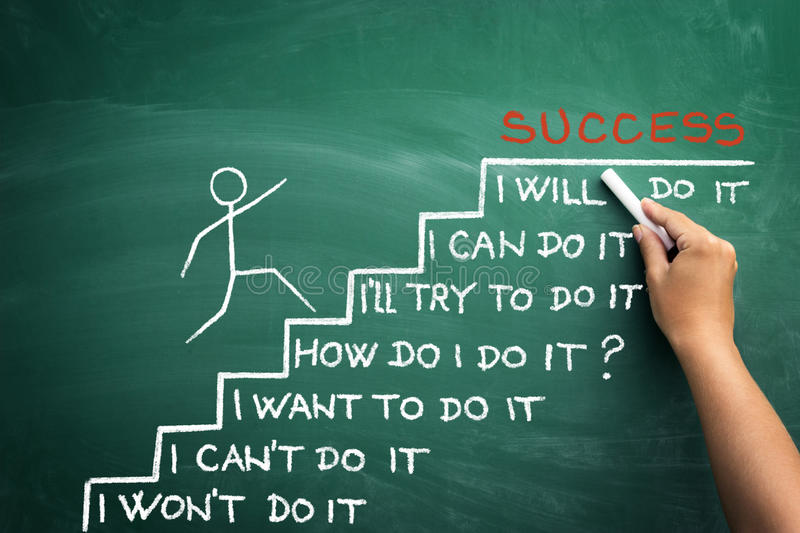 SUCCESS
I WILL DO IT
I CAN DO IT
I'LL TRY TO DO IT
HOW DO I DO IT?
I WANT TO DO IT
I CAN'T DO IT
I WON'T DO IT
dreamstime